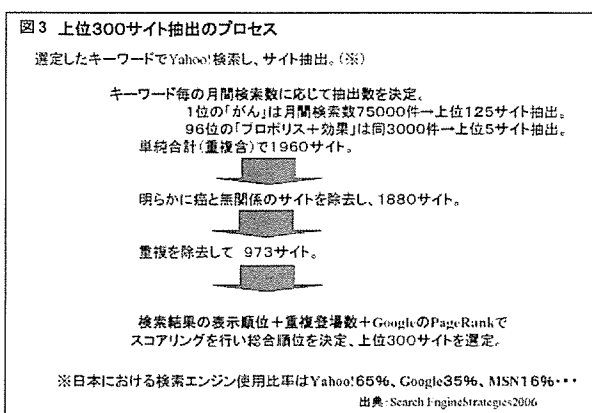 図3 上位300サイト抽出のプロセス
選定したキーワードでYahoo!検索し、サイト抽出。(※)
キーワード毎の月間検索数に応じて抽出数を決定。
1位の「がん」は月間検索数75000件→上位125サイト抽出。
96位の「プロポリス+効果」は同3000件→上位5サイト抽出。
単純合計(重複含)で1960サイト。
明らかに癌と無関係のサイトを除去し、1880サイト。
重複を除去して 973サイト。
検索結果の表示順位+重複登場数+GoogleのPageRankで
スコアリングを行い総合順位を決定、上位300サイトを選定。
※日本における検索エンジン使用比率はYahoo!65%、Google35%、MSN16%・・・
出典:Search EngineStrategies2006